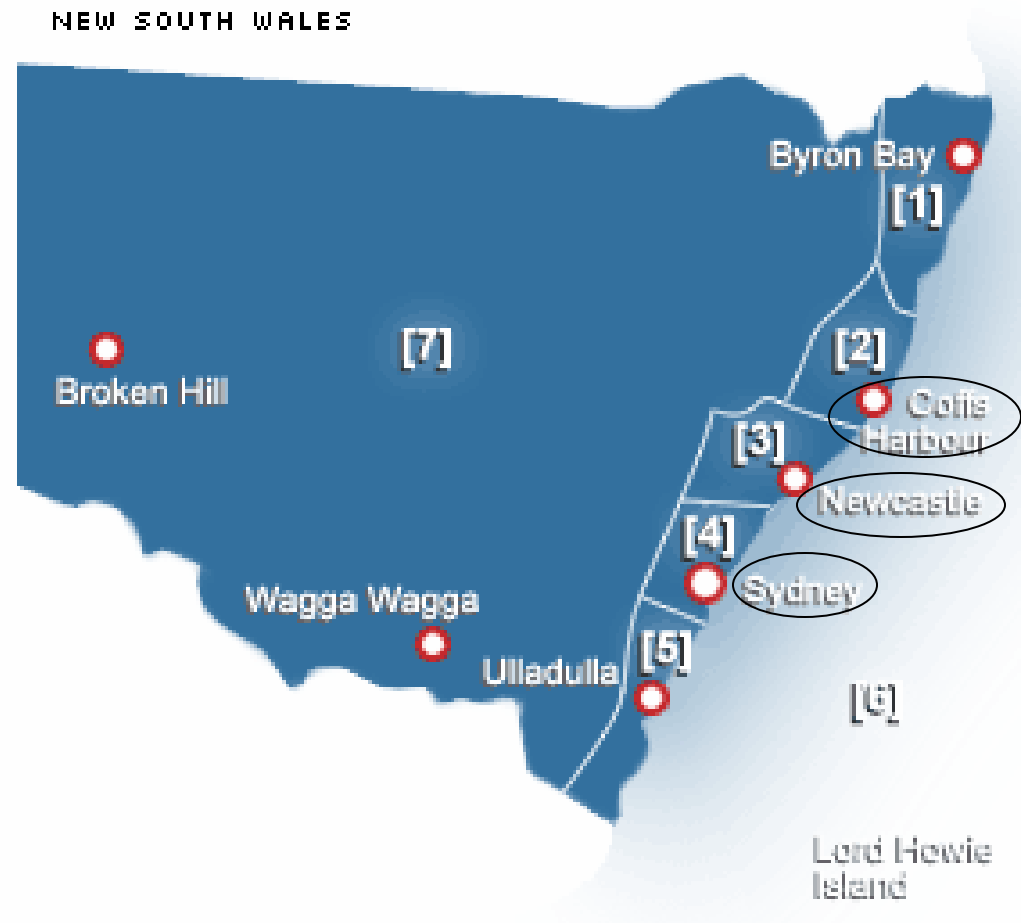 NEW SOUTH WALES
Byron Bay
[1]
[2]
[7]
Broken Hill
Coffs
Harbour
[3]
Newcastle
[4]
Sydney
Wagga Wagga
[5]
Ulladulla
[6]
Lord Howie
Island